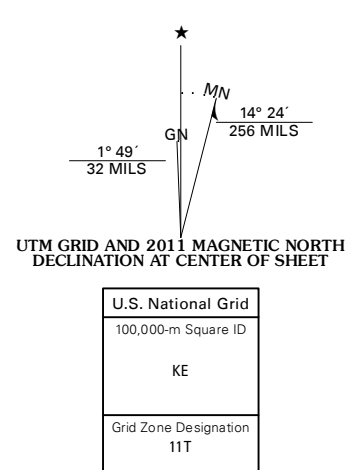 ★
MN
GN
14° 24´
256 MILS
1° 49´
32 MILS
UTM GRID AND 2011 MAGNETIC NORTH
DECLINATION AT CENTER OF SHEET
U.S. National Grid
100,000-m Square ID
KE
Grid Zone Designation
11T